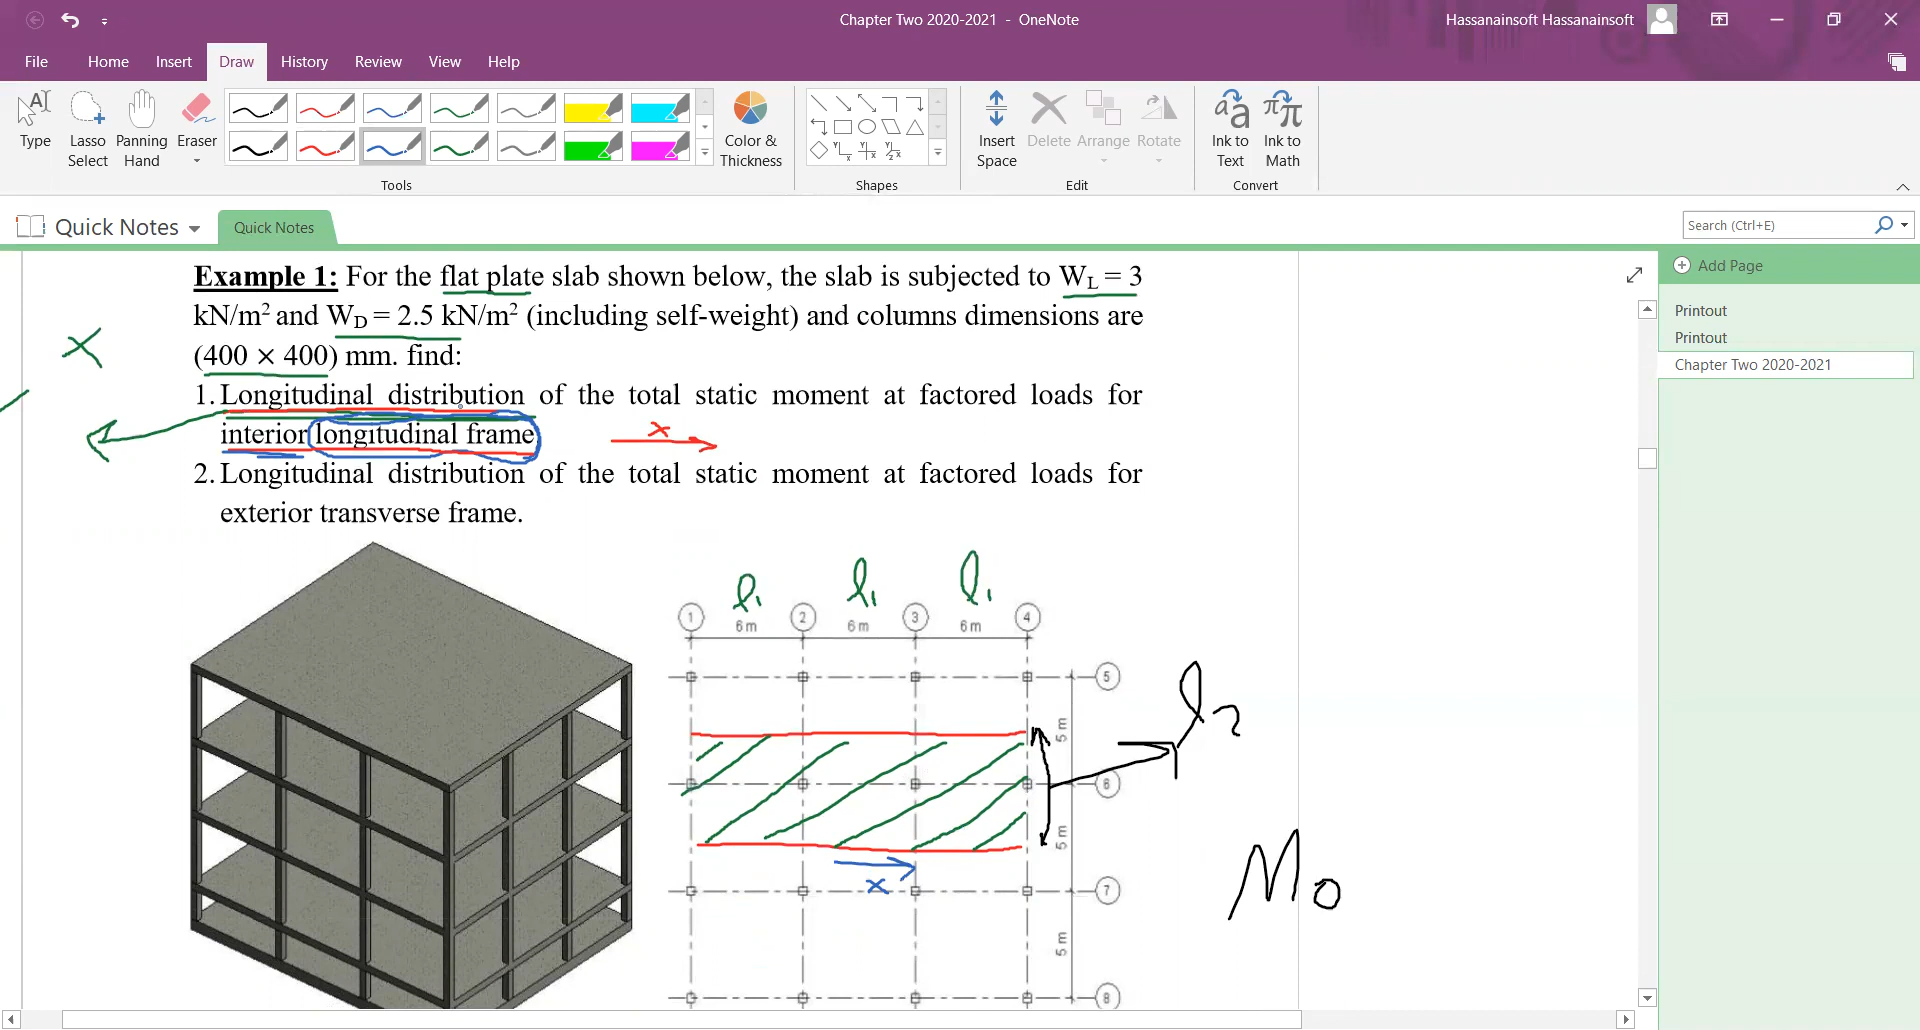 Chapter Two 2020-2021 - OneNote
Hassanainsoft Hassanainsoft
File Home Insert Draw History Review View Help
Type
Lasso Select
Panning Hand
Eraser
Color & Thickness
Insert Space
Delete
Arrange
Rotate
Ink to Text
Ink to Math
Tools
Shapes
Edit
Convert
Quick Notes
Quick Notes
Search (Ctrl+E)
Add Page
Printout
Printout
Chapter Two 2020-2021
Example 1: For the flat plate slab shown below, the slab is subjected to W_L = 3
kN/m² and W_D = 2.5 kN/m² (including self-weight) and columns dimensions are
(400 × 400) mm. find:
x
1. Longitudinal distribution of the total static moment at factored loads for
interior longitudinal frame
x
2. Longitudinal distribution of the total static moment at factored loads for
exterior transverse frame.
l₁ l₁ l₁
1 2 3 4
6 m 6 m 6 m
5
5 m
l₂
6
5 m
x
7
Mo
5 m
8